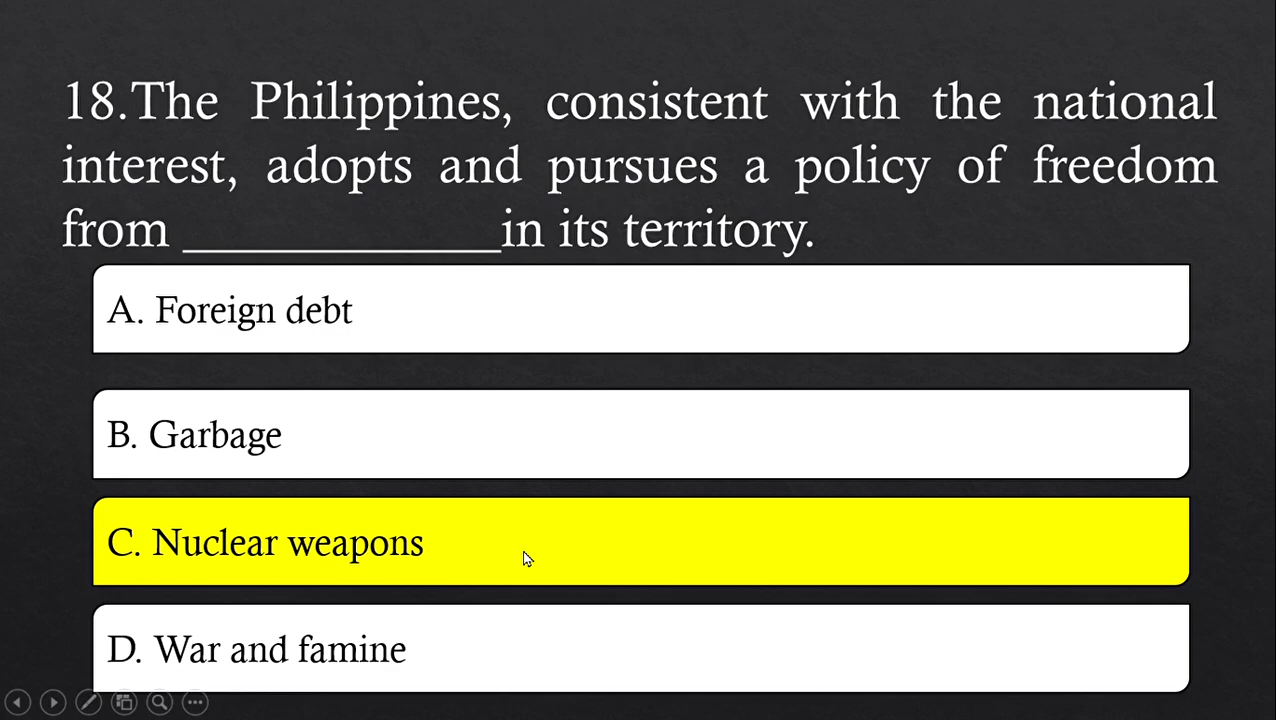 18.The Philippines, consistent with the national
interest, adopts and pursues a policy of freedom
from _____________in its territory.
A. Foreign debt
B. Garbage
C. Nuclear weapons
D. War and famine